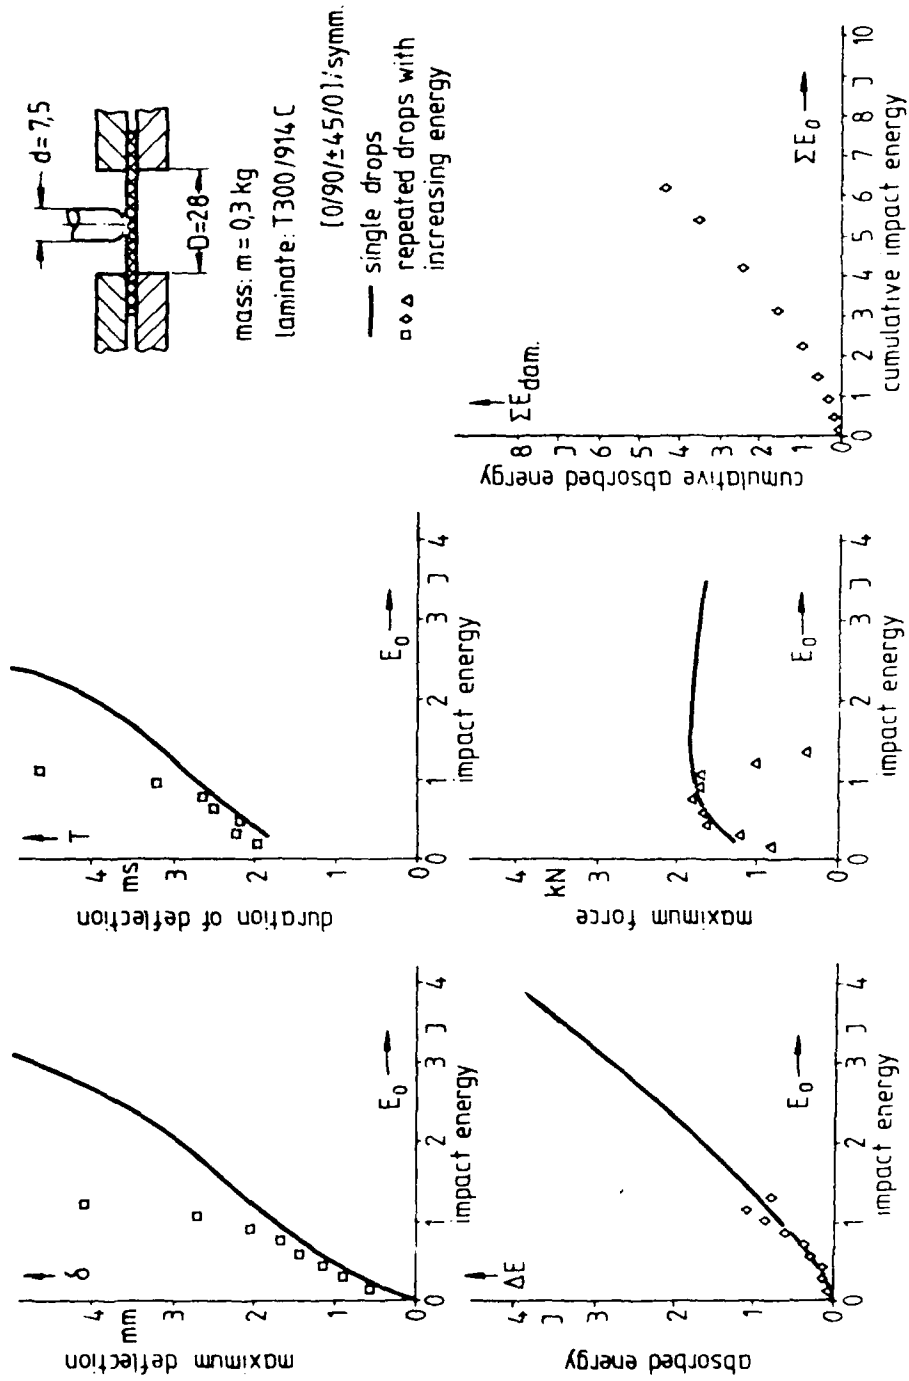 maximum deflection
mm
4
3
2
1
0
δ
0 1 2 3 J 4
E₀
impact energy
duration of deflection
ms
4
3
2
1
0
T
0 1 2 3 J 4
E₀
impact energy
d=7,5
D=28
mass: m = 0,3 kg
laminate: T300/914C
[0/90/±45/0]/symm.
single drops
repeated drops with
increasing energy
absorbed energy
4
J
3
2
1
0
ΔE
0 1 2 3 J 4
E₀
impact energy
maximum force
4
kN
3
2
1
0
0 1 2 3 J 4
E₀
impact energy
cumulative absorbed energy
8
J
6
5
4
3
2
1
0
ΣE dam.
0 1 2 3 4 5 6 7 8 J 10
ΣE₀
cumulative impact energy